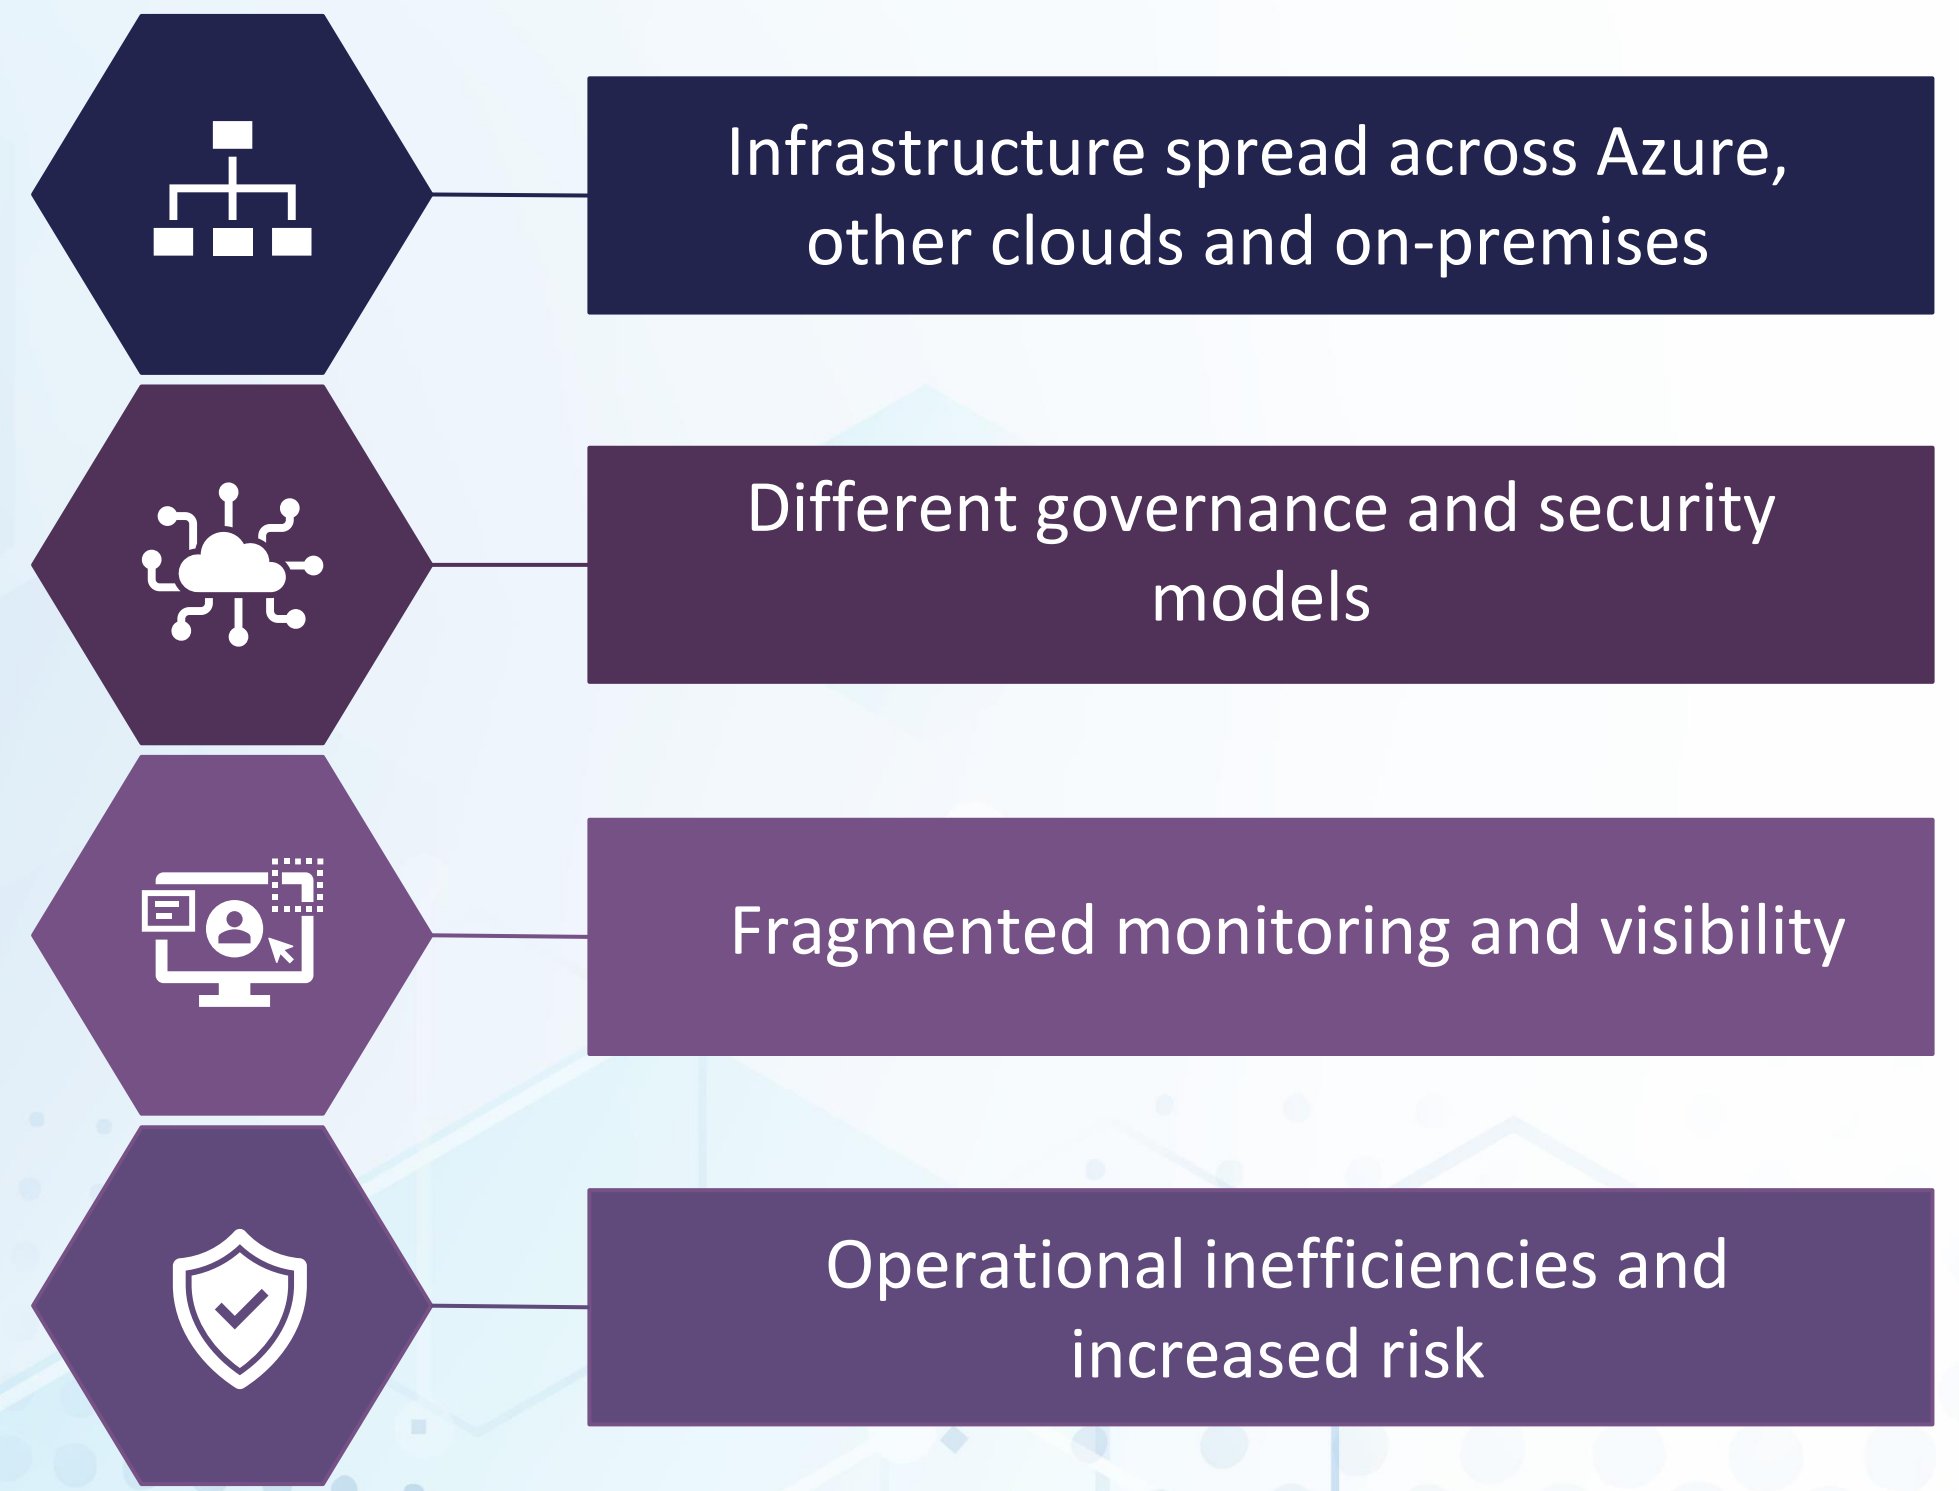 Infrastructure spread across Azure,
other clouds and on-premises
Different governance and security
models
Fragmented monitoring and visibility
Operational inefficiencies and
increased risk